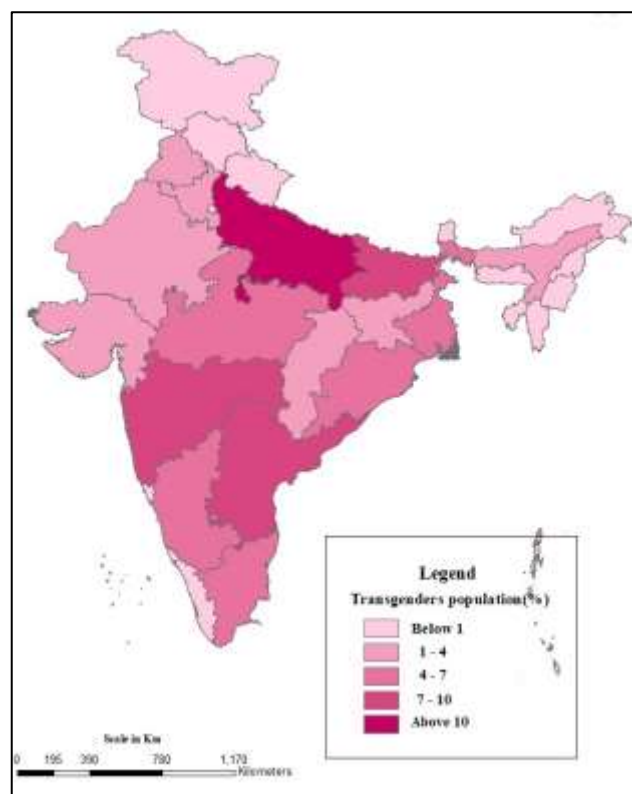 Legend
Transgenders population(%)
Below 1
1 - 4
4 - 7
7 - 10
Above 10
Scale in Km
0 195 390 780 1,170
Kilometers